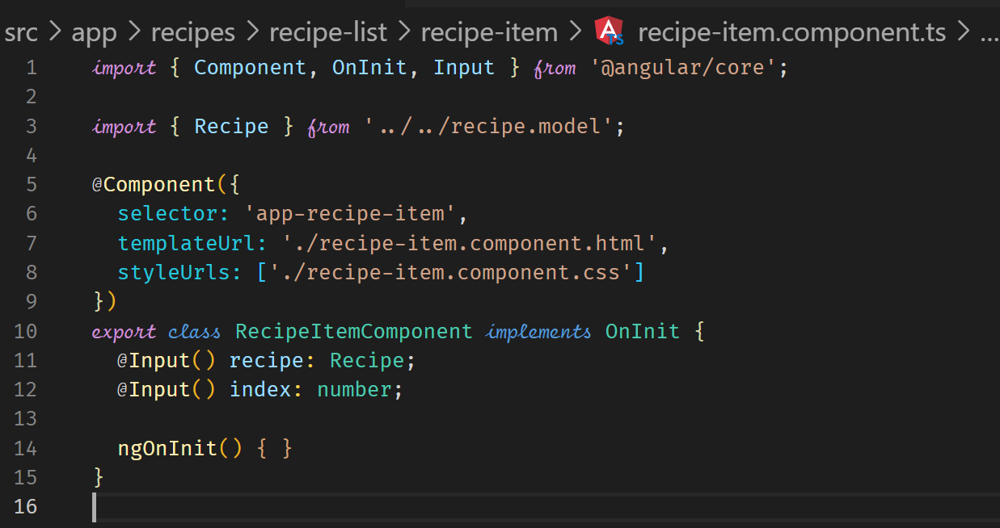 src > app > recipes > recipe-list > recipe-item > TS recipe-item.component.ts > ...
1 import { Component, OnInit, Input } from '@angular/core';
2
3 import { Recipe } from '../../recipe.model';
4
5 @Component({
6   selector: 'app-recipe-item',
7   templateUrl: './recipe-item.component.html',
8   styleUrls: ['./recipe-item.component.css']
9 })
10 export class RecipeItemComponent implements OnInit {
11   @Input() recipe: Recipe;
12   @Input() index: number;
13
14   ngOnInit() { }
15 }
16